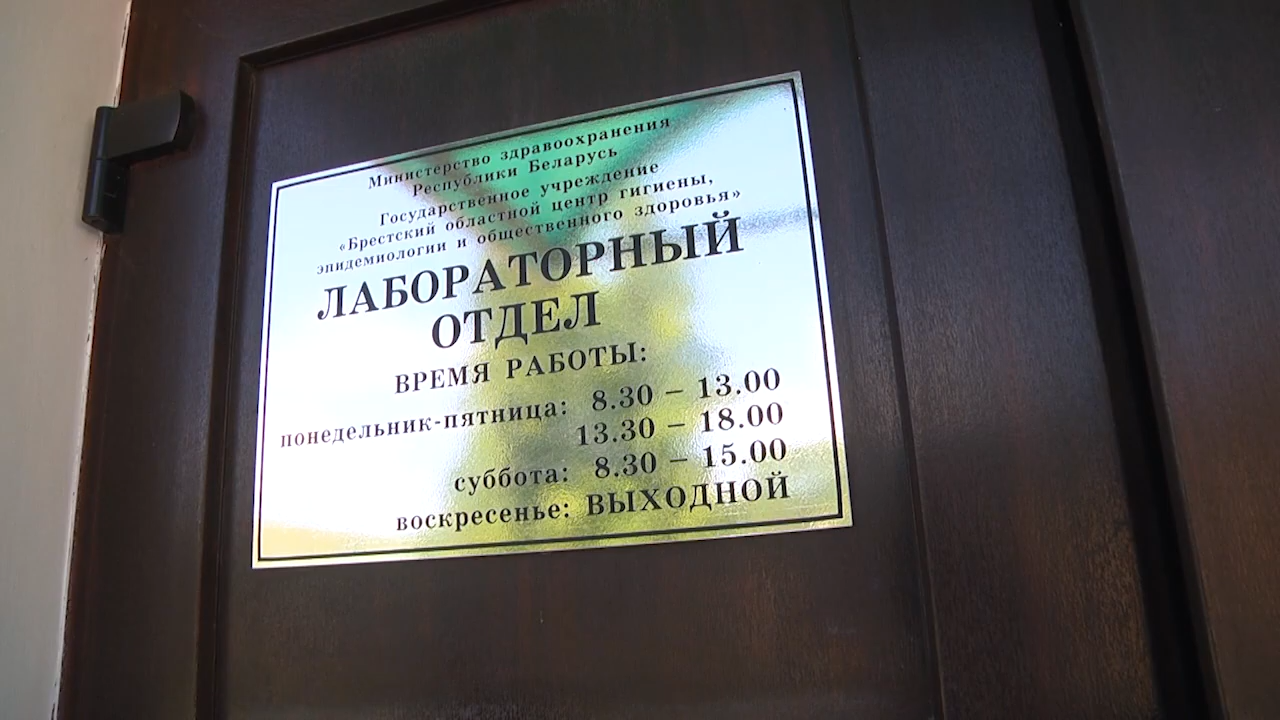 Министерство здравоохранения
Республики Беларусь
Государственное учреждение
«Брестский областной центр гигиены,
эпидемиологии и общественного здоровья»
ЛАБОРАТОРНЫЙ
ОТДЕЛ
ВРЕМЯ РАБОТЫ:
понедельник-пятница: 8.30 – 13.00
13.30 – 18.00
суббота: 8.30 – 15.00
воскресенье: ВЫХОДНОЙ